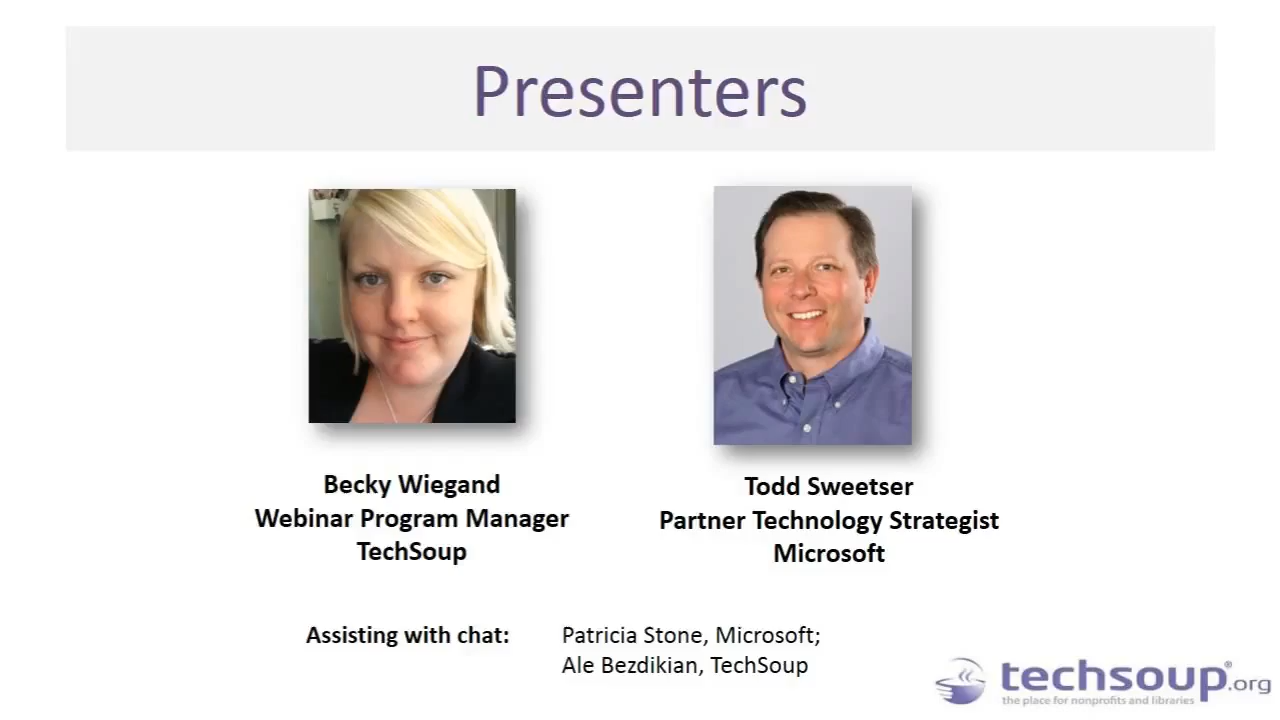 Presenters
Becky Wiegand
Webinar Program Manager
TechSoup
Todd Sweetser
Partner Technology Strategist
Microsoft
Assisting with chat: Patricia Stone, Microsoft;
Ale Bezdikian, TechSoup
techsoup®.org
the place for nonprofits and libraries